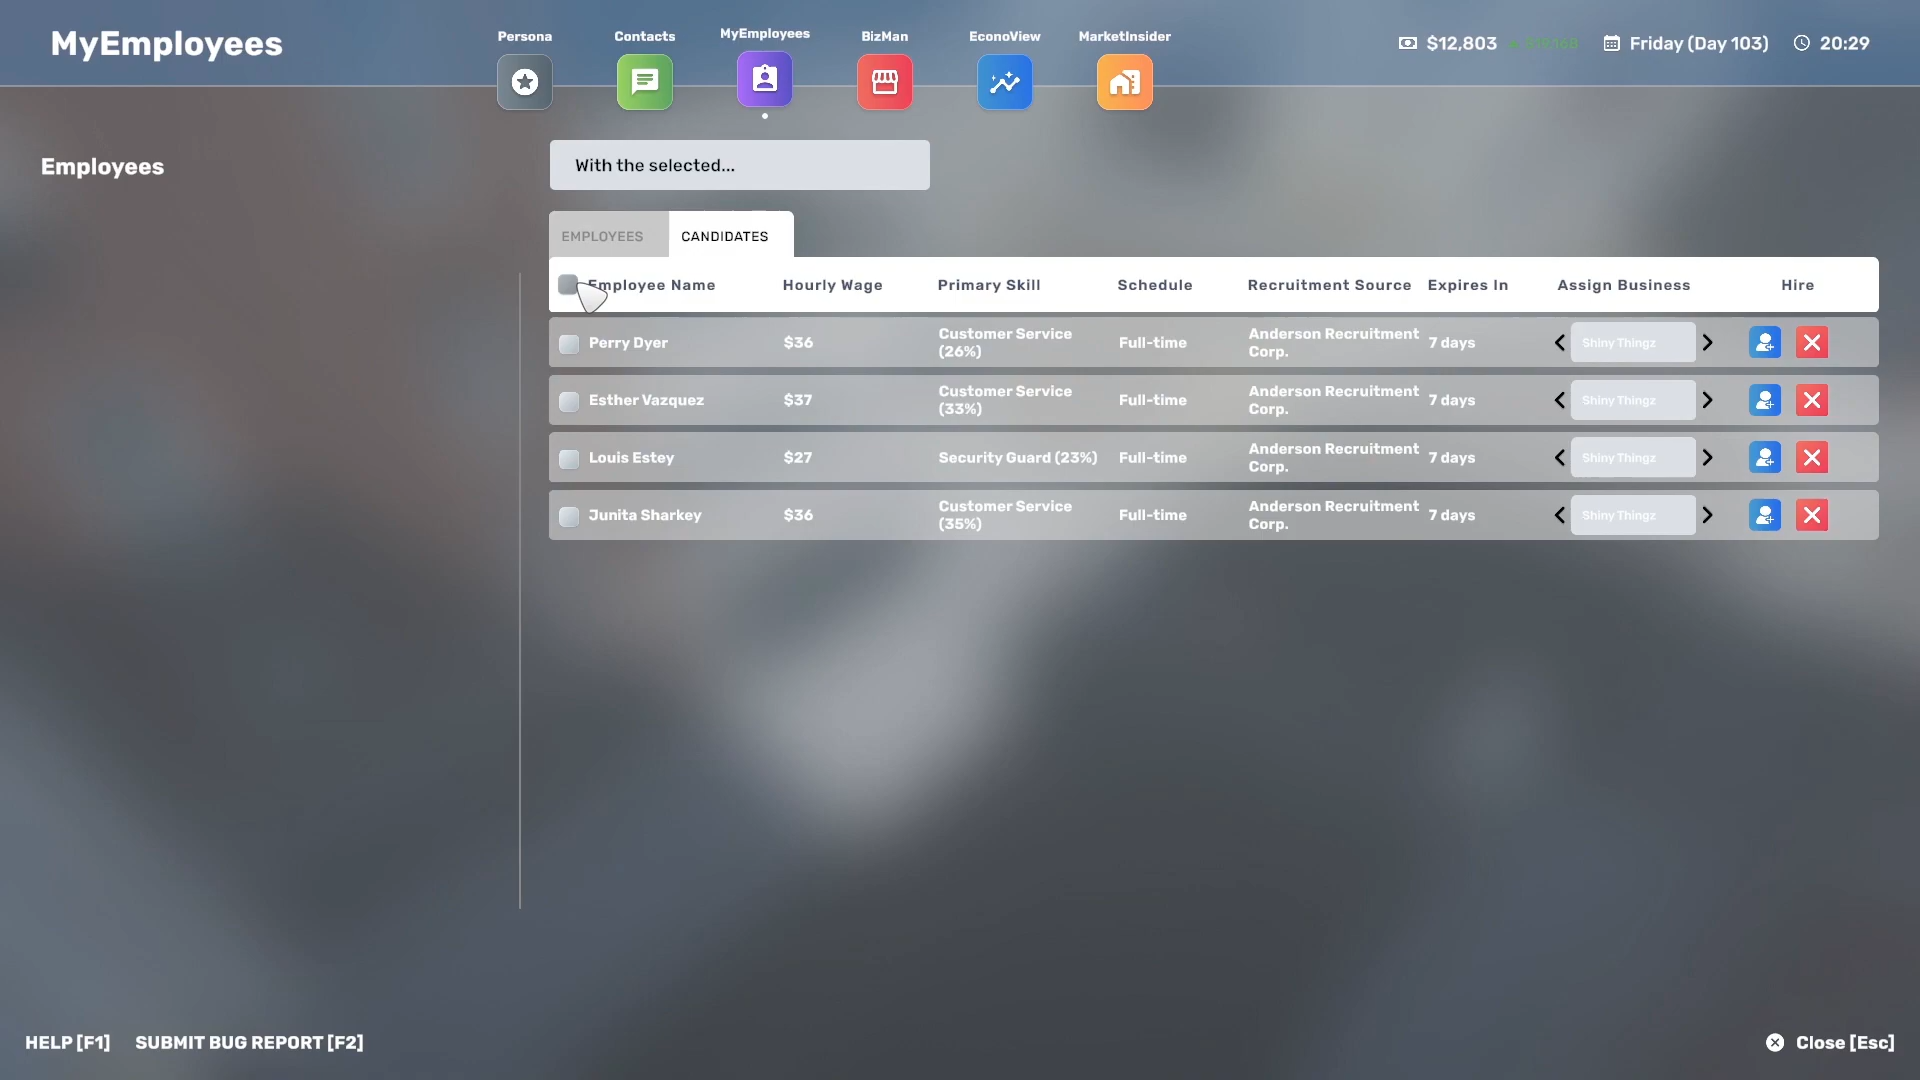 MyEmployees
Persona
Contacts
MyEmployees
BizMan
EconoView
MarketInsider
$12,803
Friday (Day 103)
20:29
Employees
With the selected...
EMPLOYEES
CANDIDATES
Employee Name Hourly Wage Primary Skill Schedule Recruitment Source Expires In Assign Business Hire
Perry Dyer $36 Customer Service (26%) Full-time Anderson Recruitment Corp. 7 days Shiny Thingz
Esther Vazquez $37 Customer Service (33%) Full-time Anderson Recruitment Corp. 7 days Shiny Thingz
Louis Estey $27 Security Guard (23%) Full-time Anderson Recruitment Corp. 7 days Shiny Thingz
Junita Sharkey $36 Customer Service (35%) Full-time Anderson Recruitment Corp. 7 days Shiny Thingz
HELP [F1] SUBMIT BUG REPORT [F2]
Close [Esc]